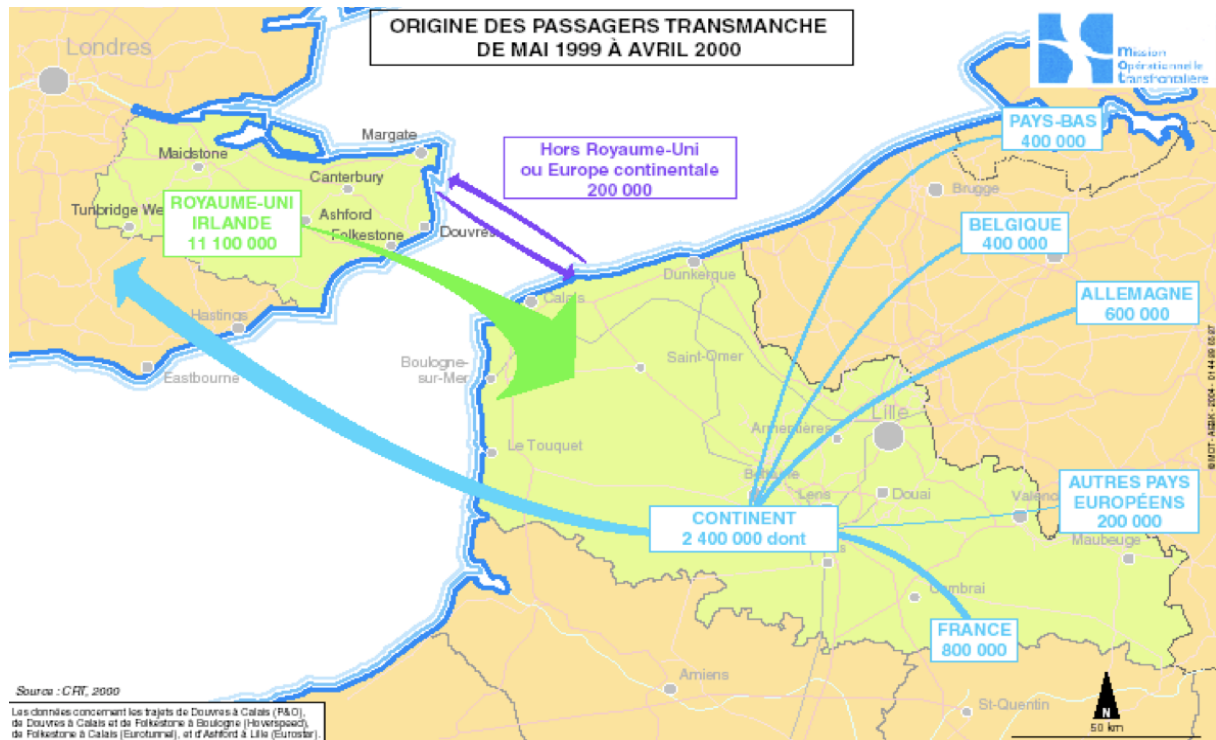 ORIGINE DES PASSAGERS TRANSMANCHE
DE MAI 1999 À AVRIL 2000
mission
opérationnelle
transfrontalière
Londres
Margate
Maidstone
Canterbury
Tunbridge We
ROYAUME-UNI
IRLANDE
11 100 000
Ashford
Folkestone
Douvres
Hastings
Eastbourne
Hors Royaume-Uni
ou Europe continentale
200 000
PAYS-BAS
400 000
Brugge
BELGIQUE
400 000
ALLEMAGNE
600 000
Dunkerque
Calais
Saint-Omer
Boulogne-
sur-Mer
Lille
Armentières
Le Touquet
Béthune
Lens
Douai
Valenc
AUTRES PAYS
EUROPÉENS
200 000
CONTINENT
2 400 000 dont
s
Maubeuge
Cambrai
FRANCE
800 000
Amiens
St-Quentin
N
50 km
Source : CRT, 2000
Les données concernent les trajets de Douvres à Calais (P&O),
de Douvres à Calais et de Folkestone à Boulogne (Hoverspeed),
de Folkestone à Calais (Eurotunnel), et d'Ashford à Lille (Eurostar).